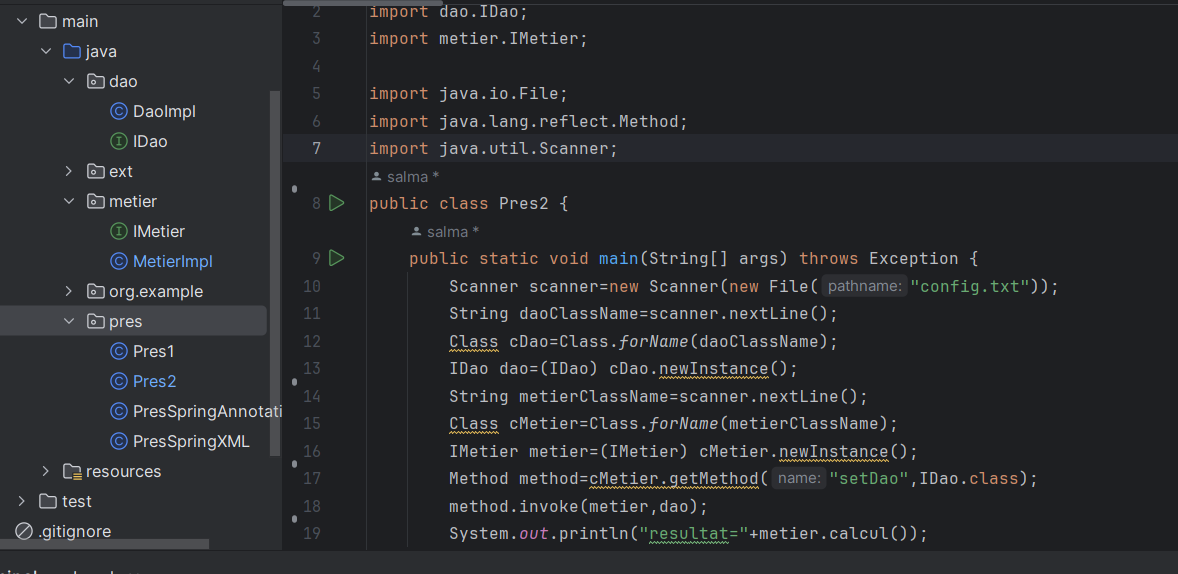 main
java
dao
DaoImpl
IDao
ext
metier
IMetier
MetierImpl
org.example
pres
Pres1
Pres2
PresSpringAnnotati
PresSpringXML
resources
test
.gitignore
2 import dao.IDao;
3 import metier.IMetier;
4
5 import java.io.File;
6 import java.lang.reflect.Method;
7 import java.util.Scanner;
salma *
8 public class Pres2 {
salma *
9 public static void main(String[] args) throws Exception {
10 Scanner scanner=new Scanner(new File( pathname: "config.txt"));
11 String daoClassName=scanner.nextLine();
12 Class cDao=Class.forName(daoClassName);
13 IDao dao=(IDao) cDao.newInstance();
14 String metierClassName=scanner.nextLine();
15 Class cMetier=Class.forName(metierClassName);
16 IMetier metier=(IMetier) cMetier.newInstance();
17 Method method=cMetier.getMethod( name: "setDao",IDao.class);
18 method.invoke(metier,dao);
19 System.out.println("resultat="+metier.calcul());